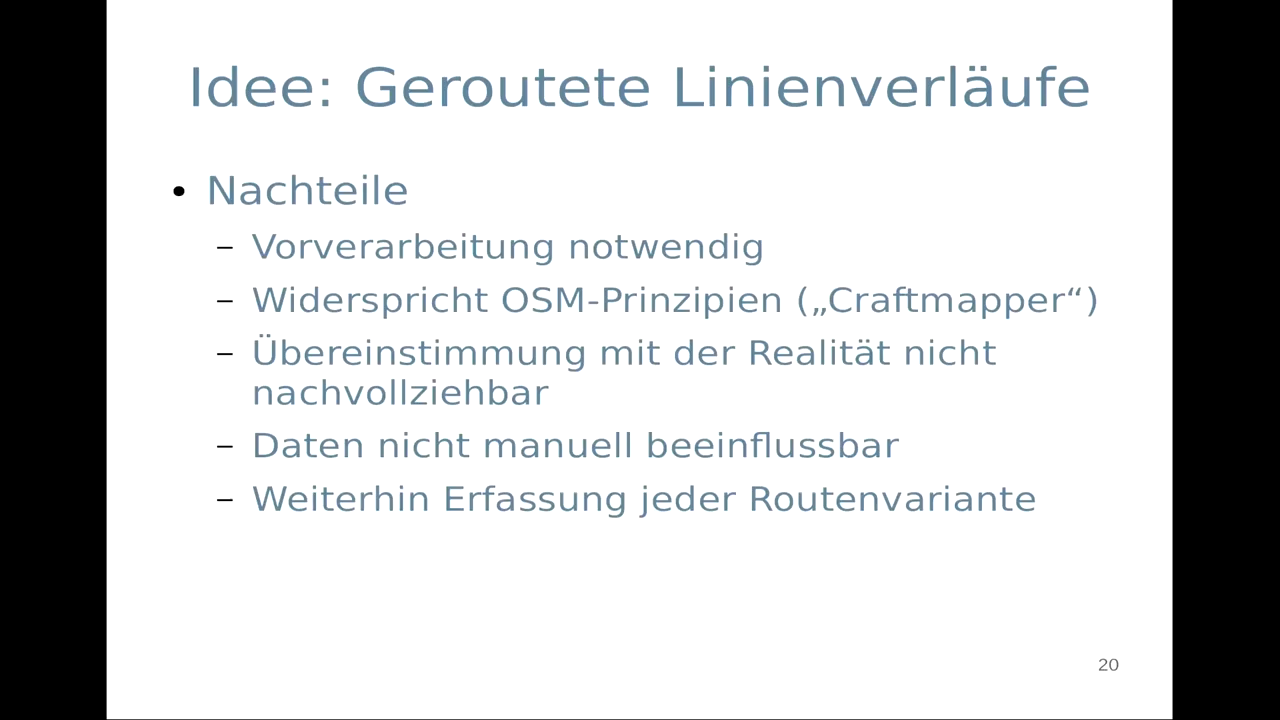 Idee: Geroutete Linienverläufe
• Nachteile
– Vorverarbeitung notwendig
– Widerspricht OSM-Prinzipien („Craftmapper“)
– Übereinstimmung mit der Realität nicht
nachvollziehbar
– Daten nicht manuell beeinflussbar
– Weiterhin Erfassung jeder Routenvariante
20